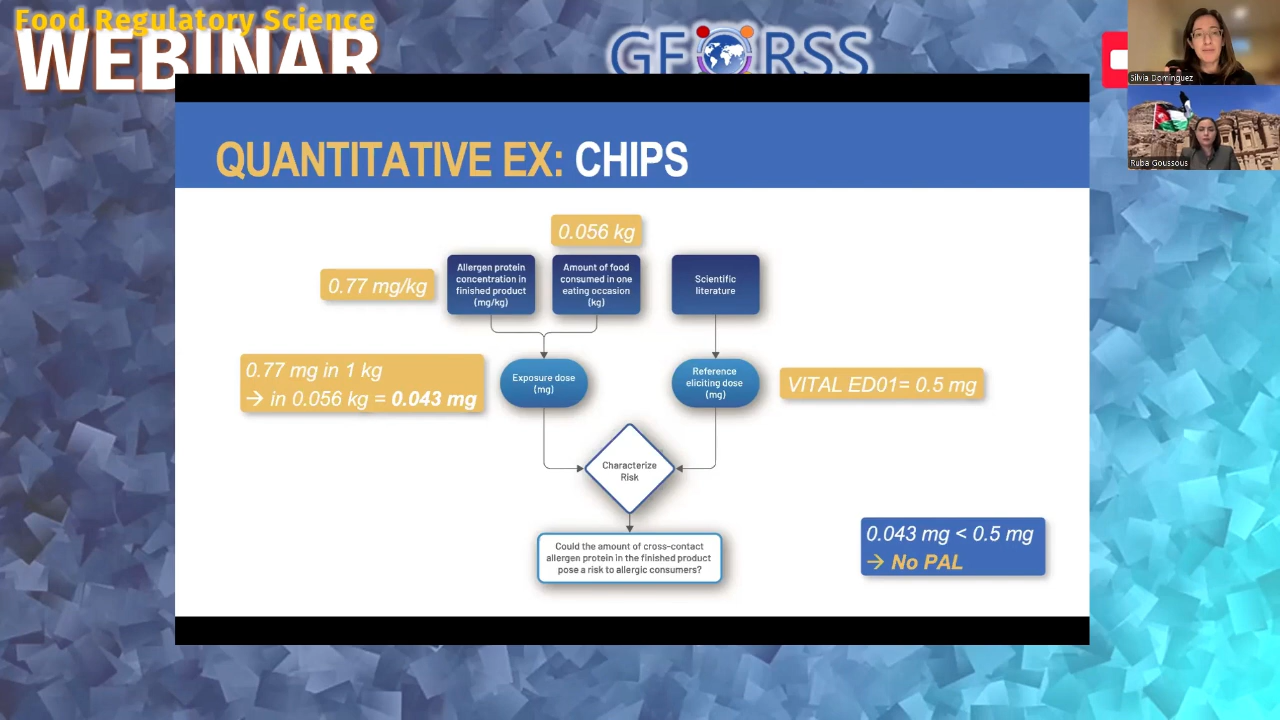 Food Regulatory Science
WEBINAR
GFORSS
Silvia Dominguez
Ruba Goussous
QUANTITATIVE EX: CHIPS
0.056 kg
0.77 mg/kg
Allergen protein
concentration in
finished product
(mg/kg)
Amount of food
consumed in one
eating occasion
(kg)
Scientific
literature
0.77 mg in 1 kg
→ in 0.056 kg = 0.043 mg
Exposure dose
(mg)
Reference
eliciting dose
(mg)
VITAL ED01= 0.5 mg
Characterize
Risk
Could the amount of cross-contact
allergen protein in the finished product
pose a risk to allergic consumers?
0.043 mg < 0.5 mg
→ No PAL